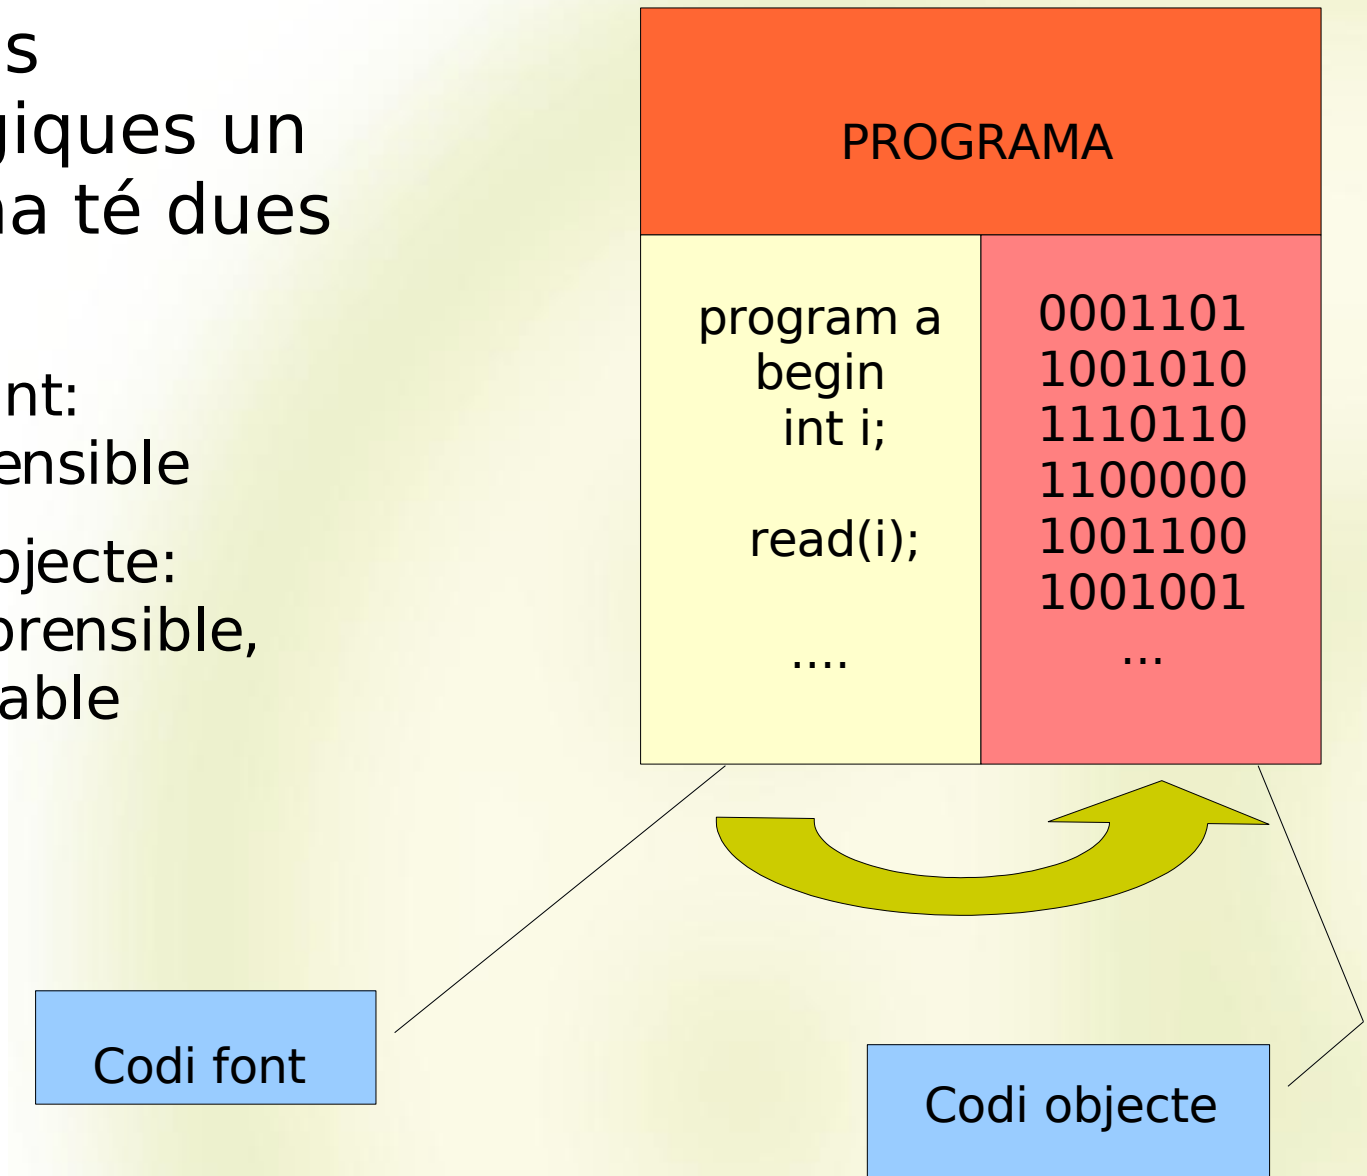 s
giques un
na té dues
nt:
ensible
bjecte:
prensible,
able
PROGRAMA
program a
begin
int i;
read(i);
....
0001101
1001010
1110110
1100000
1001100
1001001
...
Codi font
Codi objecte